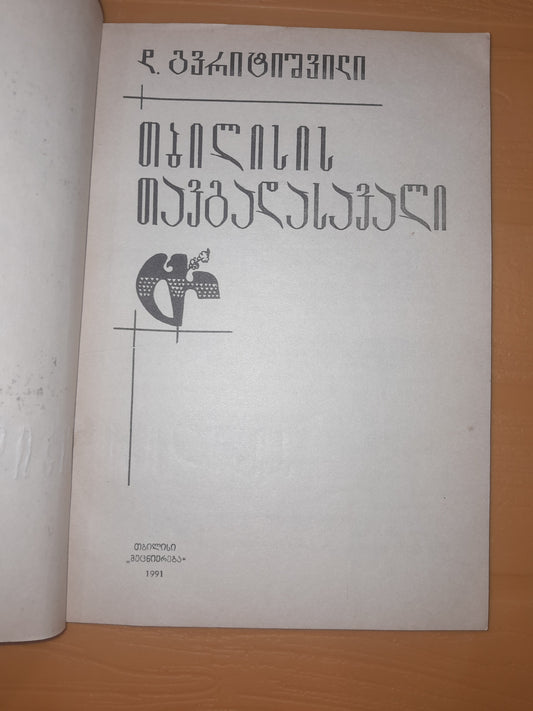 დ. გვრიტიშვილი
თბილისის
თავგადასავალი
თბილისი
„მეცნიერება“
1991